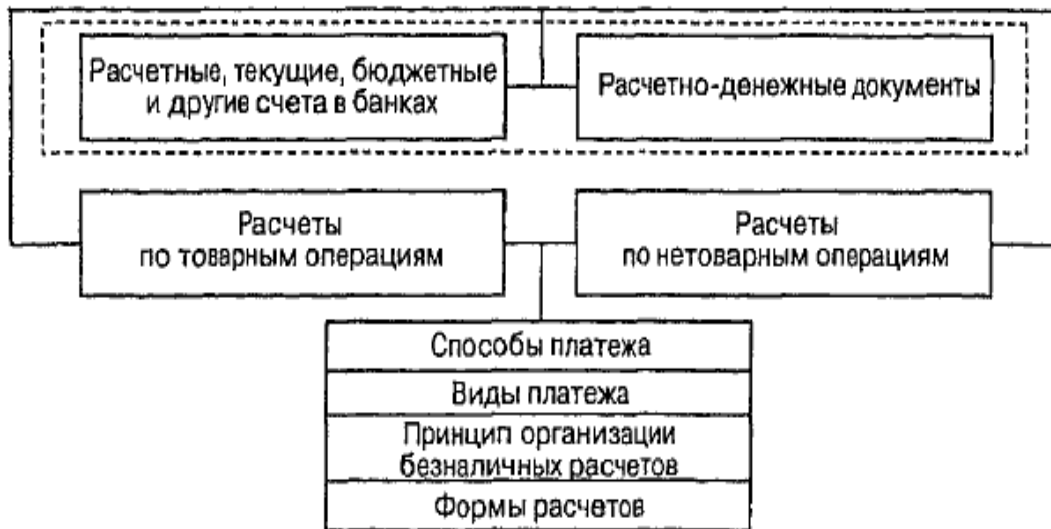 Расчетные, текущие, бюджетные
и другие счета в банках
Расчетно-денежные документы
Расчеты
по товарным операциям
Расчеты
по нетоварным операциям
Способы платежа
Виды платежа
Принцип организации
безналичных расчетов
Формы расчетов